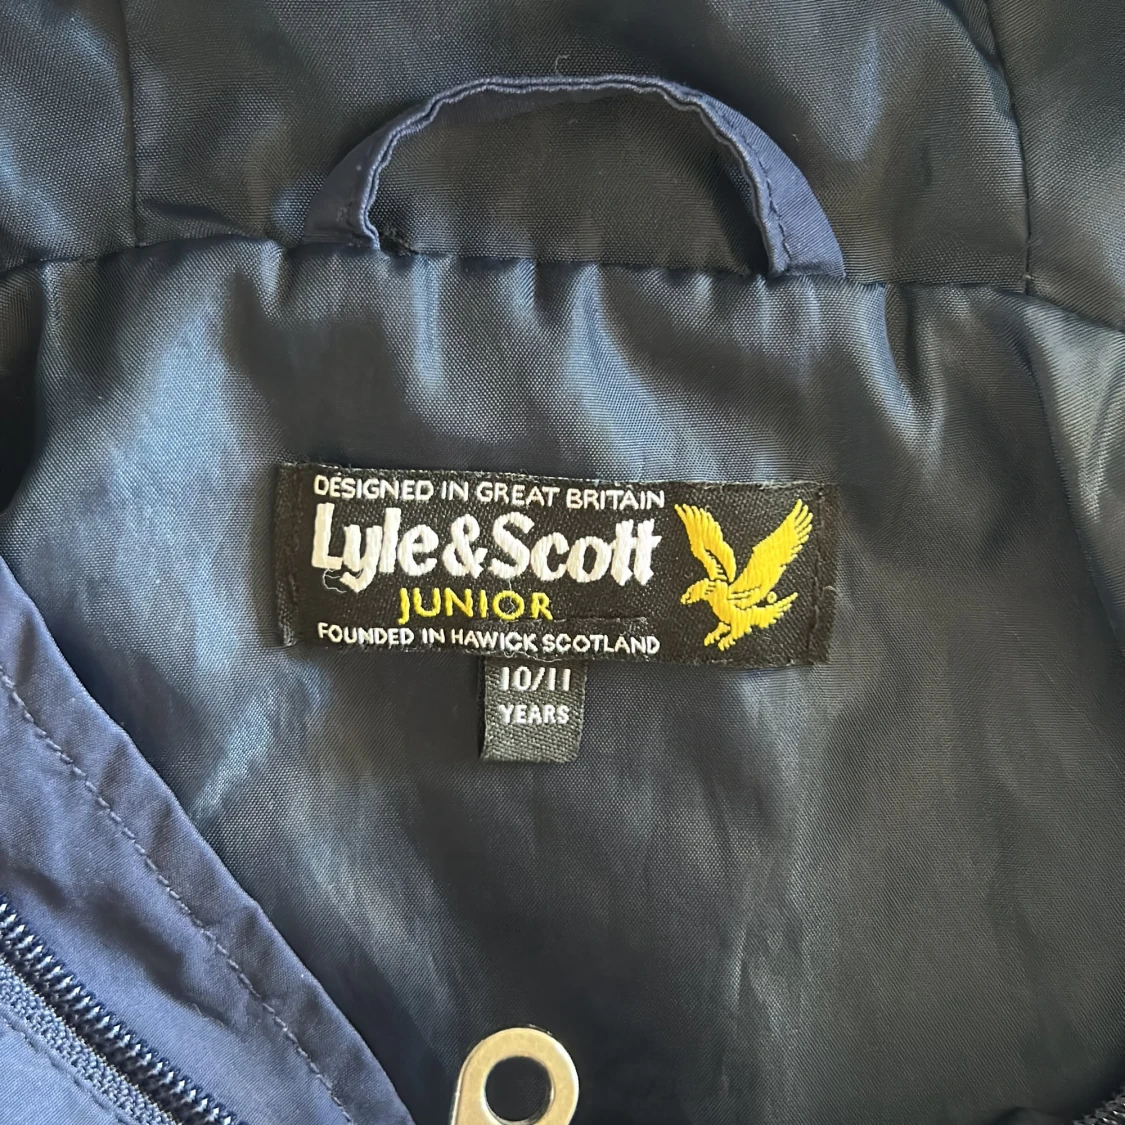 DESIGNED IN GREAT BRITAIN
Lyle&Scott
JUNIOR
FOUNDED IN HAWICK SCOTLAND
10/11
YEARS